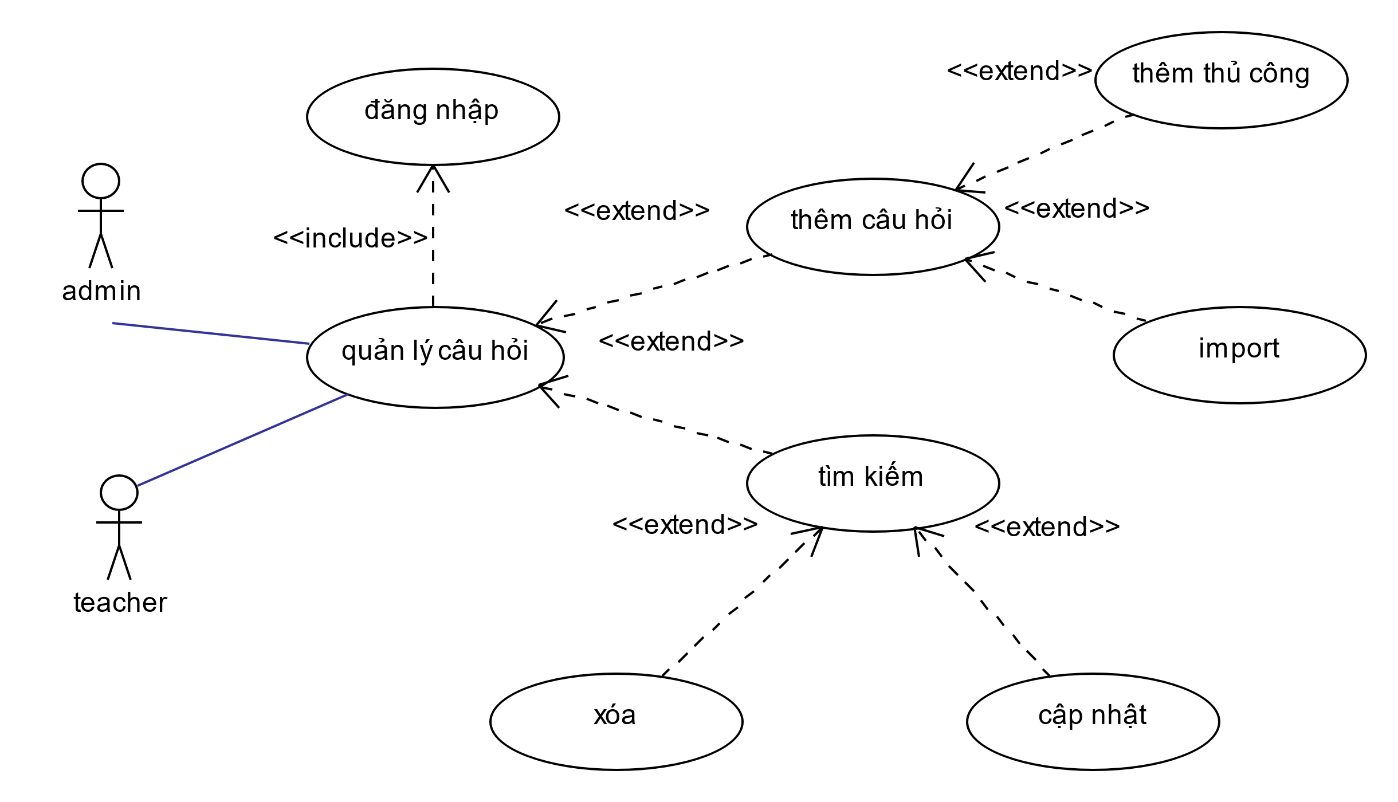 <<extend>>
thêm thủ công
đăng nhập
<<extend>>
thêm câu hỏi
<<extend>>
<<include>>
admin
quản lý câu hỏi
<<extend>>
import
tìm kiếm
<<extend>>
<<extend>>
teacher
xóa
cập nhật